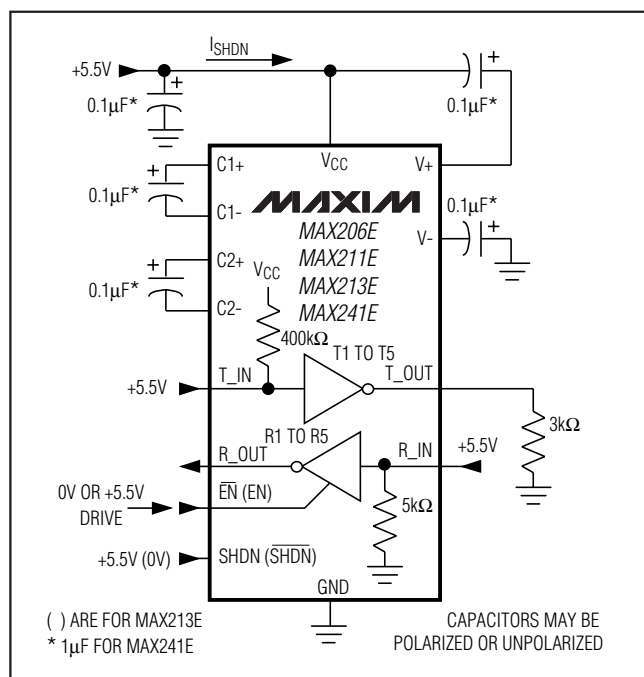 I_SHDN
+5.5V
+
+
0.1μF*
0.1μF*
V_CC
V+
C1+
+
0.1μF*
C1-
MAXIM
0.1μF*
MAX206E
V-
+
C2+
MAX211E
+
V_CC
0.1μF*
MAX213E
C2-
MAX241E
400kΩ
T1 TO T5
+5.5V
T_IN
T_OUT
3kΩ
R1 TO R5
R_OUT
R_IN
+5.5V
0V OR +5.5V
DRIVE
E̅N̅ (EN)
5kΩ
+5.5V (0V)
SHDN (S̅H̅D̅N̅)
GND
( ) ARE FOR MAX213E
* 1μF FOR MAX241E
CAPACITORS MAY BE
POLARIZED OR UNPOLARIZED